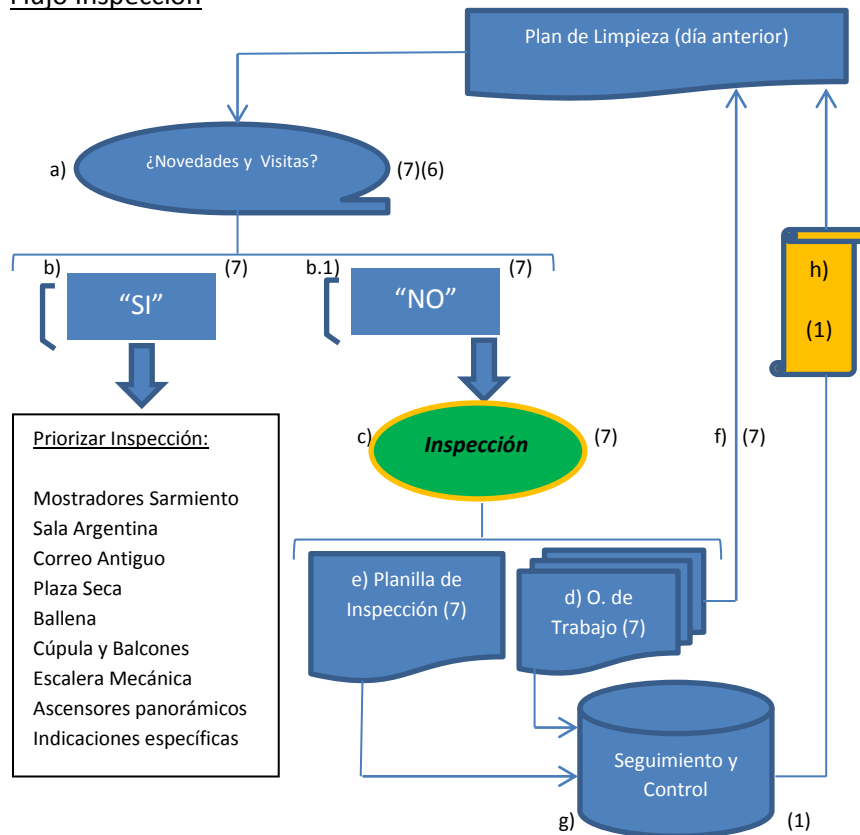 Flujo Inspección
Plan de Limpieza (día anterior)
a)
¿Novedades y Visitas?
(7)(6)
b)
(7)
b.1)
(7)
“SI”
“NO”
h)
(1)
Priorizar Inspección:
Mostradores Sarmiento
Sala Argentina
Correo Antiguo
Plaza Seca
Ballena
Cúpula y Balcones
Escalera Mecánica
Ascensores panorámicos
Indicaciones específicas
c)
Inspección
(7)
f)
(7)
e) Planilla de
Inspección (7)
d) O. de
Trabajo (7)
Seguimiento y
Control
g)
(1)